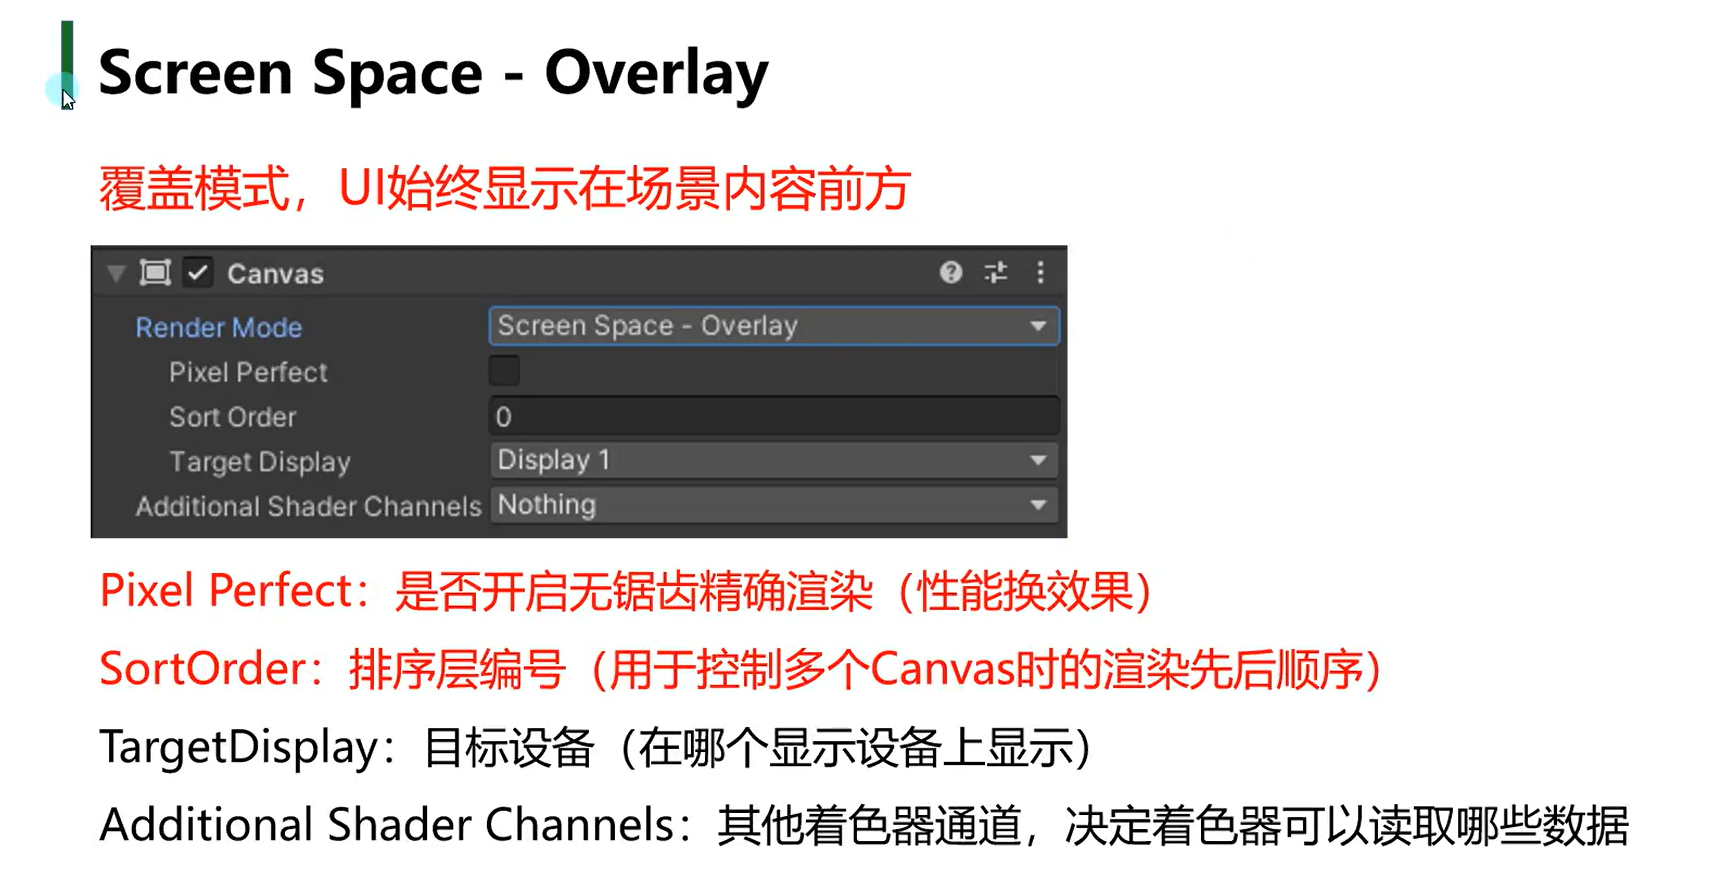 Screen Space - Overlay
覆盖模式，UI始终显示在场景内容前方
Canvas
Render Mode Screen Space - Overlay
Pixel Perfect
Sort Order 0
Target Display Display 1
Additional Shader Channels Nothing
Pixel Perfect：是否开启无锯齿精确渲染（性能换效果）
SortOrder：排序层编号（用于控制多个Canvas时的渲染先后顺序）
TargetDisplay：目标设备（在哪个显示设备上显示）
Additional Shader Channels：其他着色器通道，决定着色器可以读取哪些数据